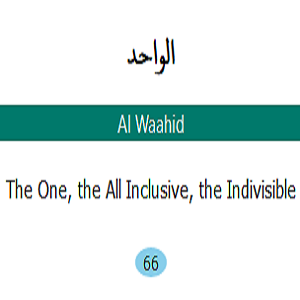 الواحد
Al Waahid
The One, the All Inclusive, the Indivisible
66